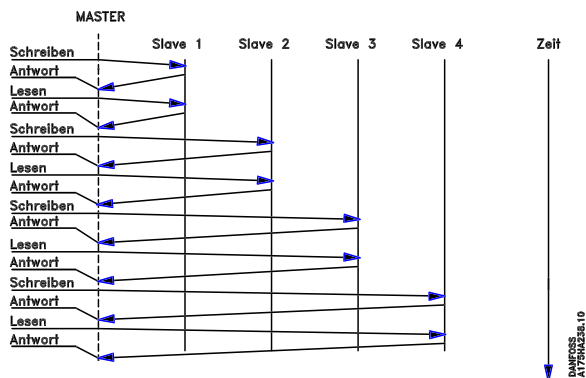 MASTER
Slave 1 Slave 2 Slave 3 Slave 4 Zeit
Schreiben
Antwort
Lesen
Antwort
Schreiben
Antwort
Lesen
Antwort
Schreiben
Antwort
Lesen
Antwort
Schreiben
Antwort
Lesen
Antwort
DANFOSS
A175HA238.10